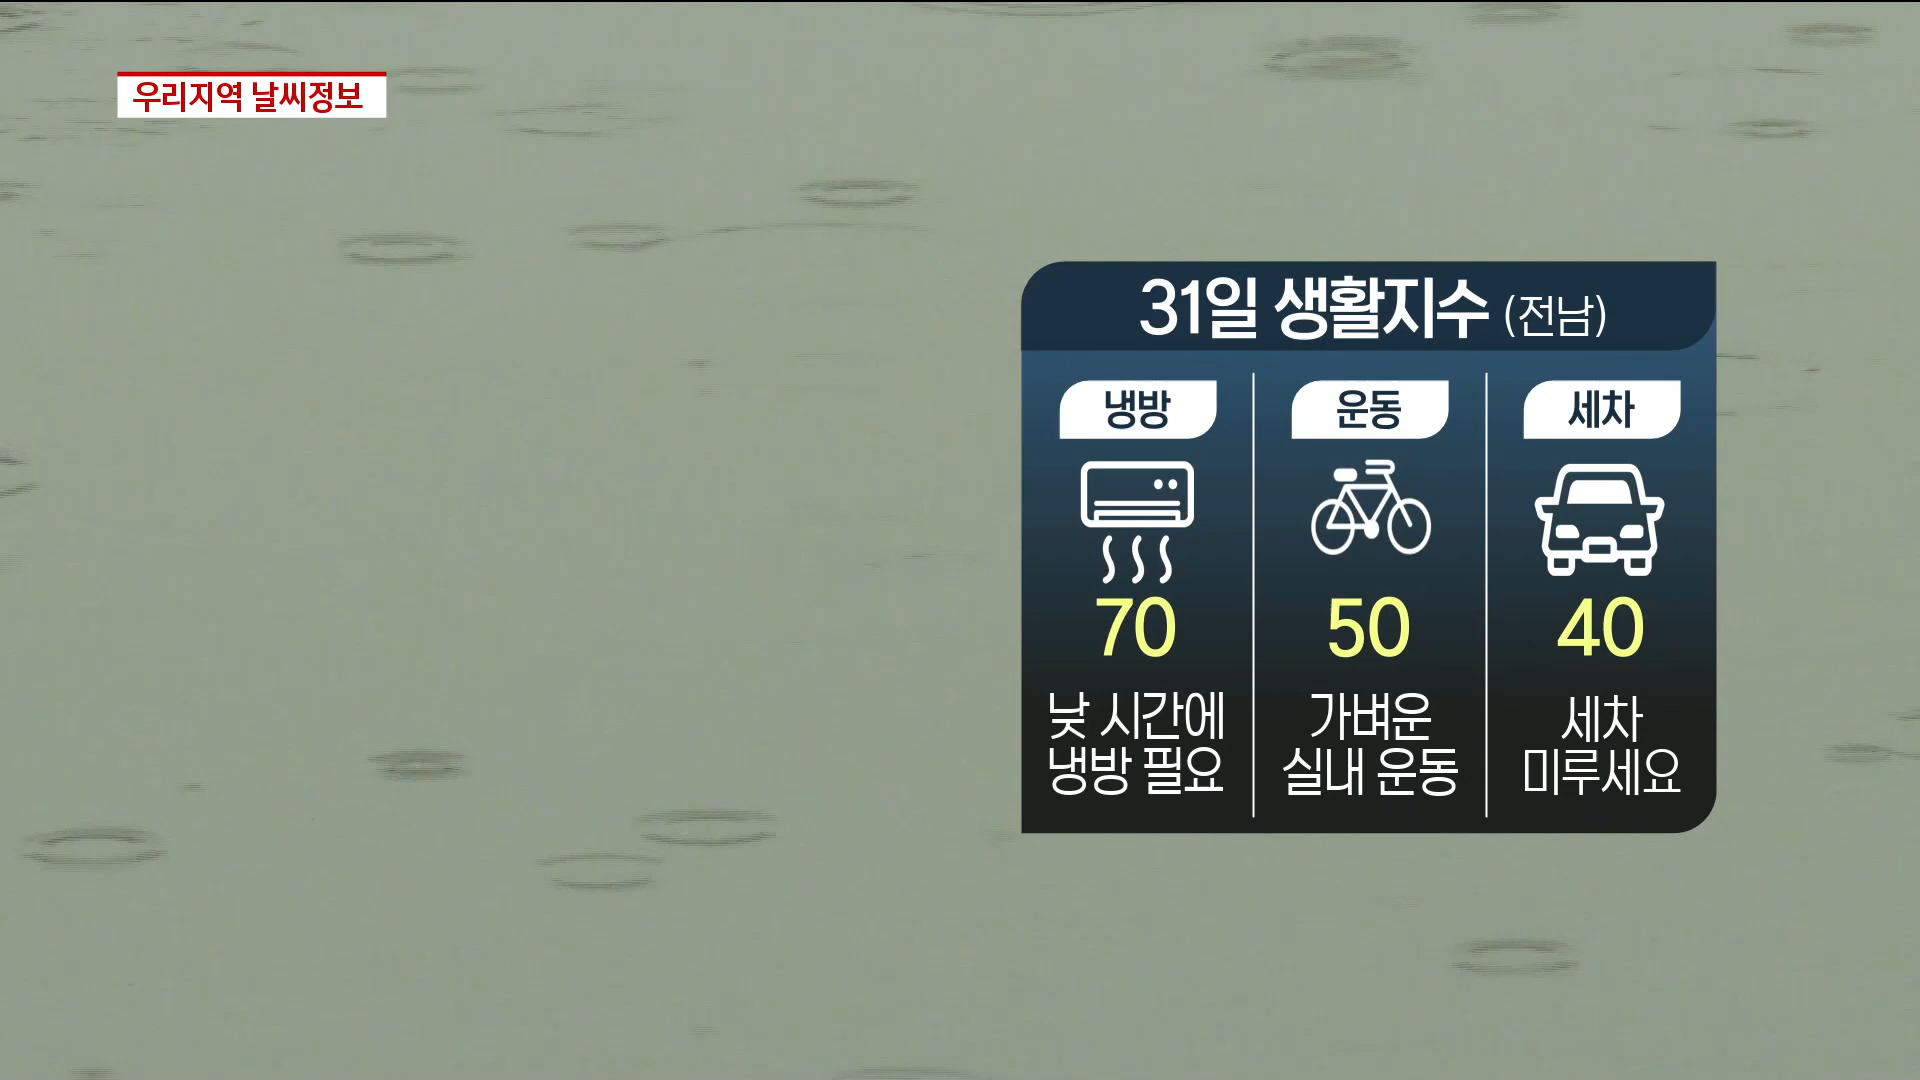 우리지역 날씨정보
31일 생활지수 (전남)
냉방
70
낮 시간에
냉방 필요
운동
50
가벼운
실내 운동
세차
40
세차
미루세요